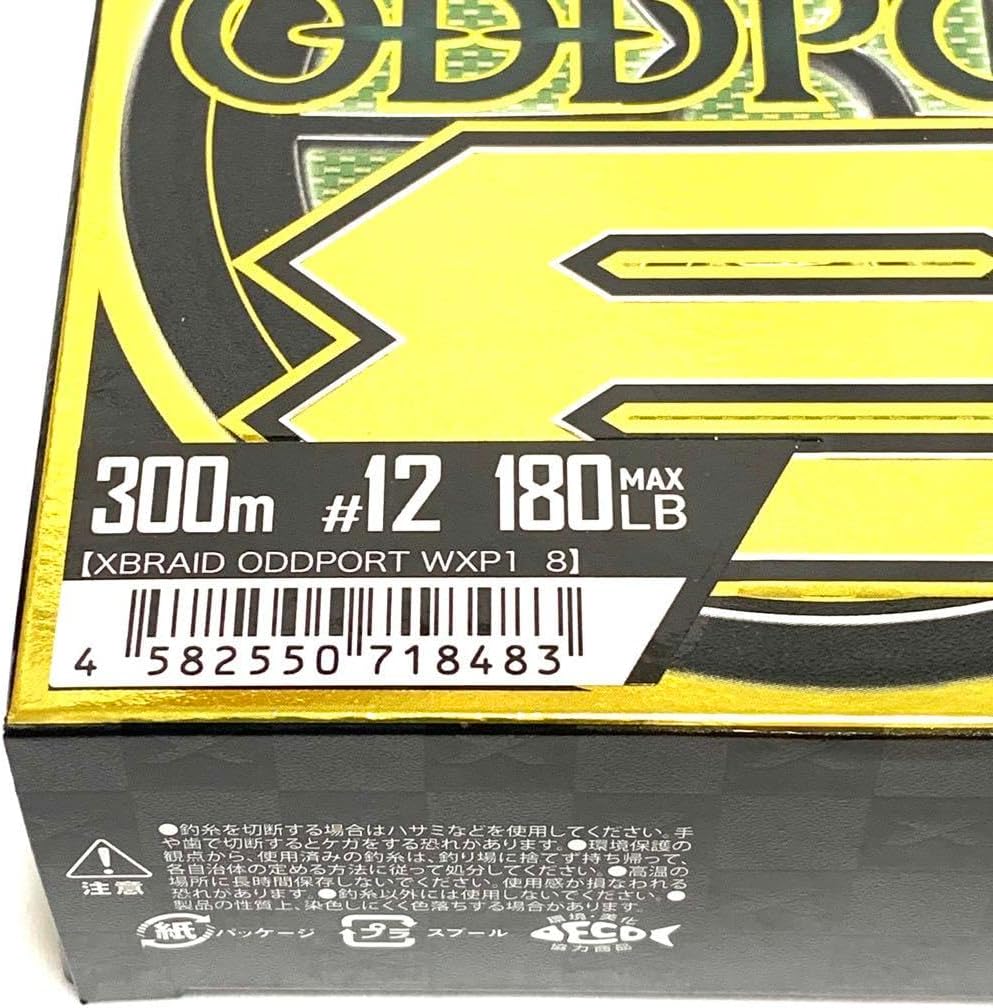 ODDPO
300m #12 180 MAX LB
【XBRAID ODDPORT WXP1 8】
4 582550 718483
●釣糸を切断する場合はハサミなどを使用してください。手
や歯で切断するとケガをする恐れがあります。●環境保護の
観点から、使用済みの釣糸は、釣り場に捨てず持ち帰って、
各自治体の定める方法に従って処分してください。●高温の
場所に長時間保存しないでください。使用感が損なわれる
恐れがあります。●釣糸以外には使用しないでください。●
製品の性質上、染色しにくく色落ちする場合があります。
注意
紙 パッケージ プラ スプール
環境・美化
ECO
協力商品